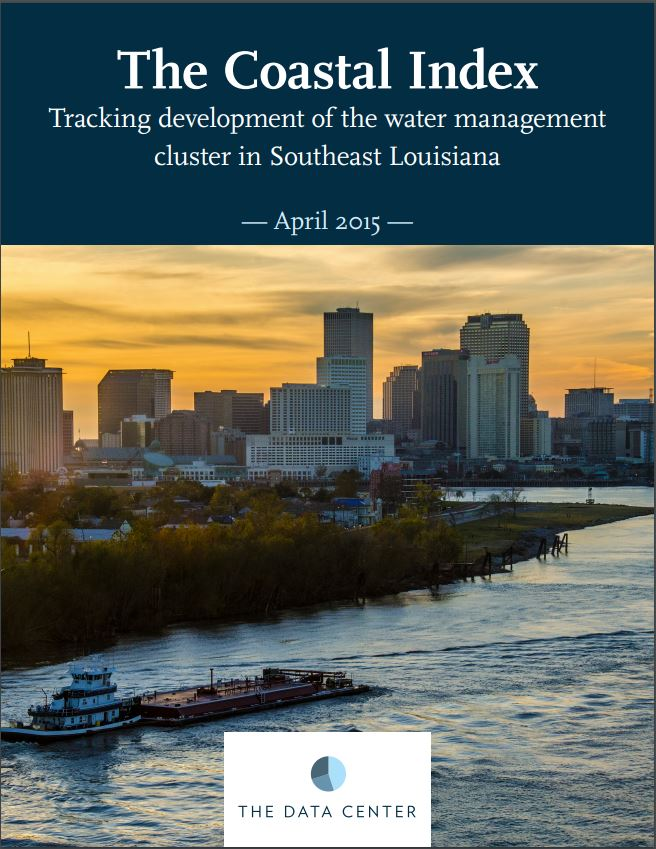 The Coastal Index
Tracking development of the water management
cluster in Southeast Louisiana
— April 2015 —
THE DATA CENTER